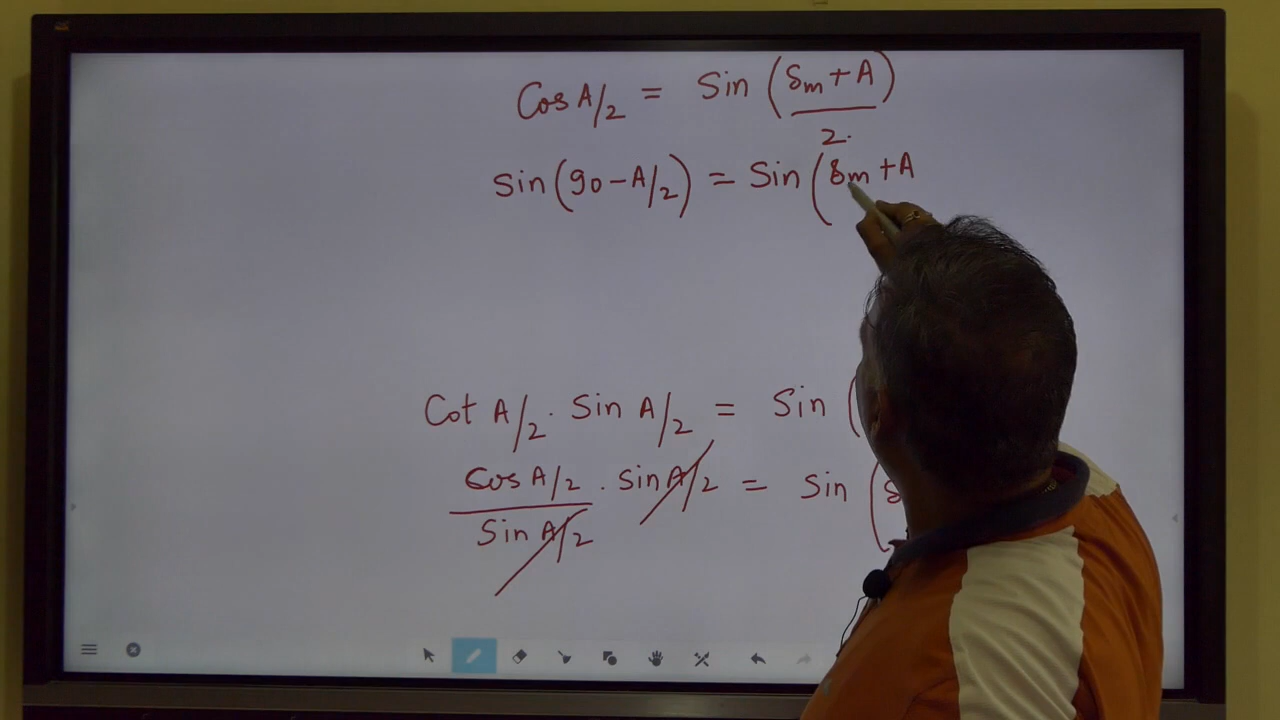 Cos A/2 = Sin (δm + A)/2.
Sin (90 - A/2) = Sin (δm + A
Cot A/2 . Sin A/2 = Sin (
Cos A/2 / Sin A/2 . Sin A/2 = Sin (δ